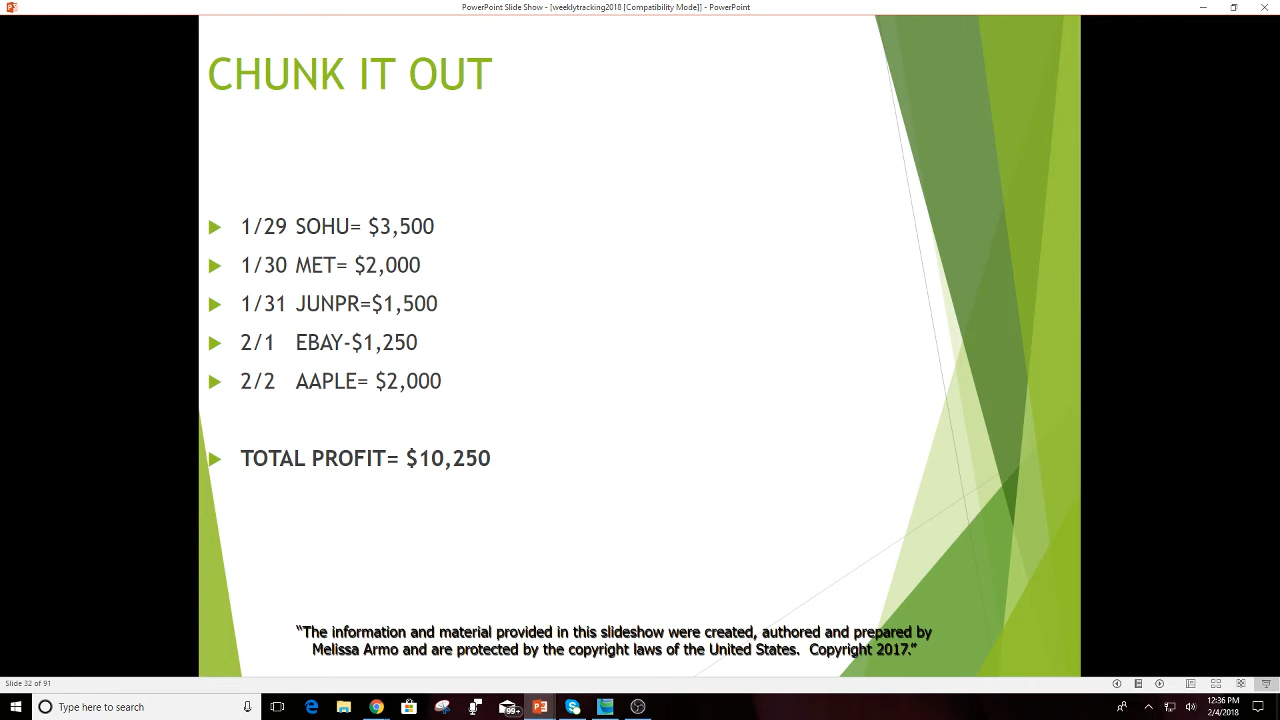 PowerPoint Slide Show - [weeklytracking2018 [Compatibility Mode]] - PowerPoint
CHUNK IT OUT
1/29 SOHU= $3,500
1/30 MET= $2,000
1/31 JUNPR=$1,500
2/1 EBAY-$1,250
2/2 AAPLE= $2,000
TOTAL PROFIT= $10,250
“The information and material provided in this slideshow were created, authored and prepared by
Melissa Armo and are protected by the copyright laws of the United States. Copyright 2017.”
Slide 32 of 91
Type here to search
99+
12:36 PM
2/4/2018